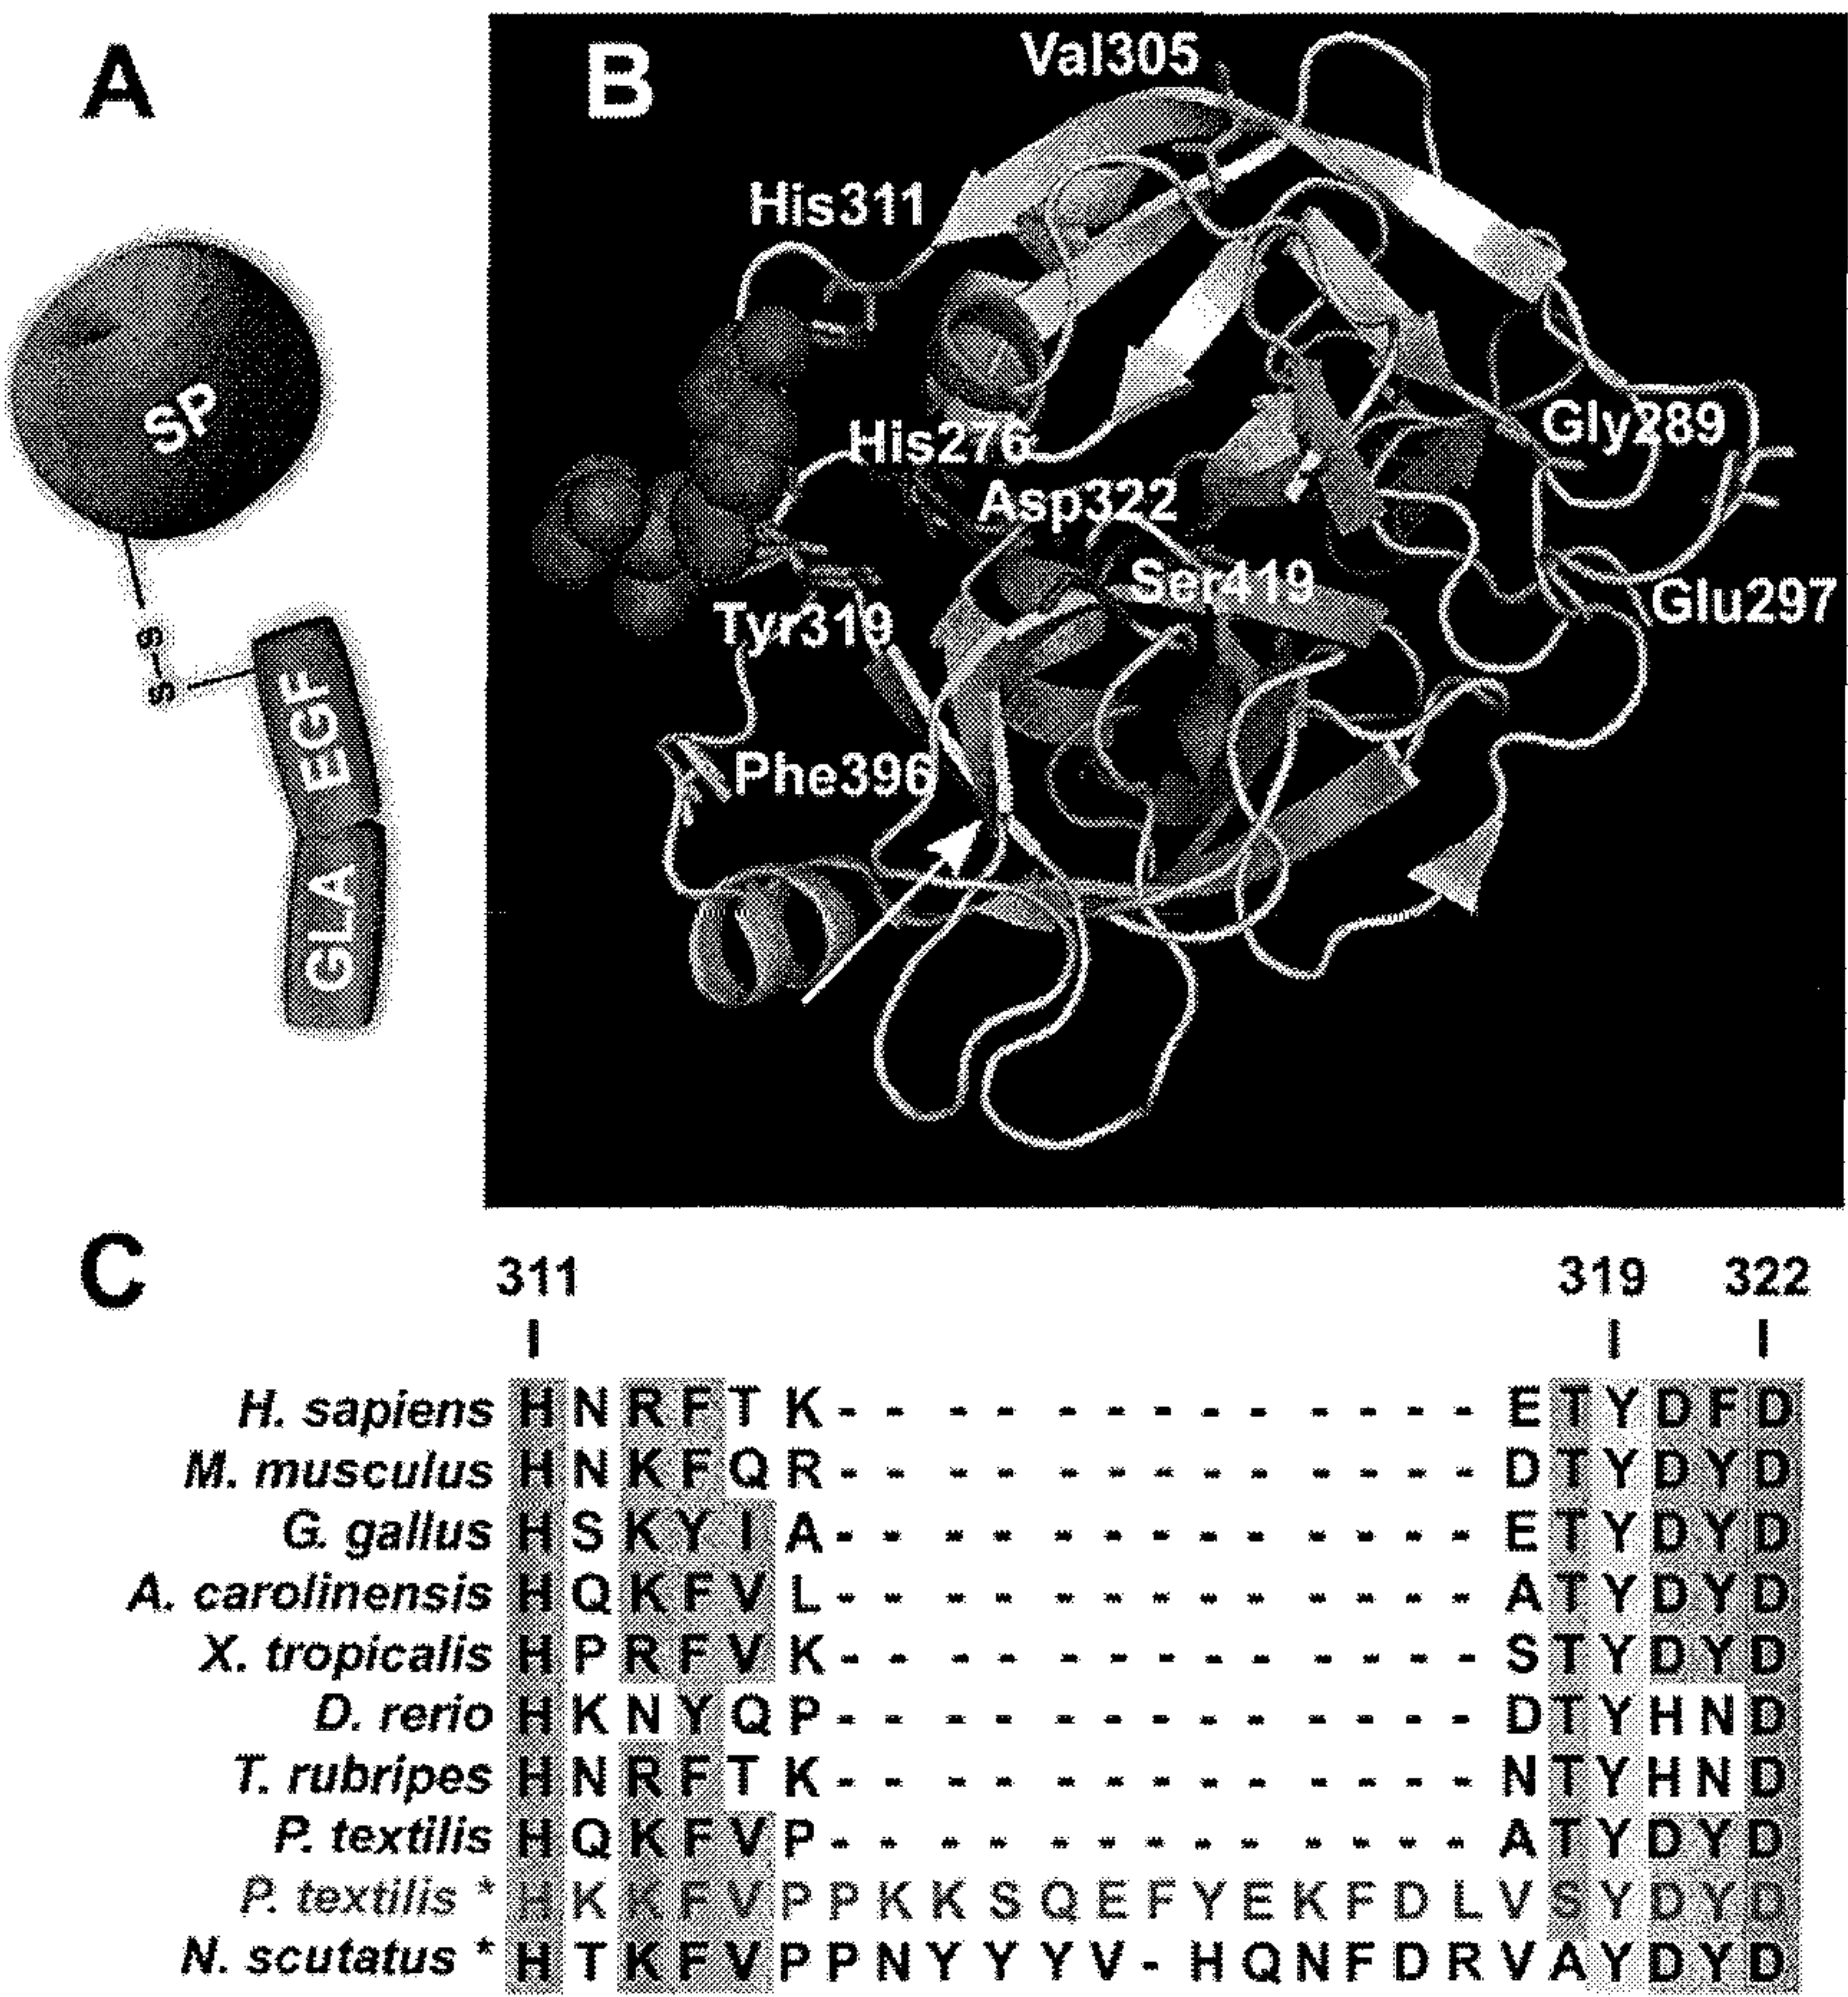 A
B
Val305
His311
SP
His276
Gly289
Asp322
Ser419
Glu297
Tyr319
S
S
EGF
Phe396
GLA
C
311 319 322
H. sapiens H N R F T K - - - - - - - - - - - - - E T Y D F D
M. musculus H N K F Q R - - - - - - - - - - - - - D T Y D Y D
G. gallus H S K Y I A - - - - - - - - - - - - - E T Y D Y D
A. carolinensis H Q K F V L - - - - - - - - - - - - - A T Y D Y D
X. tropicalis H P R F V K - - - - - - - - - - - - - S T Y D Y D
D. rerio H K N Y Q P - - - - - - - - - - - - - D T Y H N D
T. rubripes H N R F T K - - - - - - - - - - - - - N T Y H N D
P. textilis H Q K F V P - - - - - - - - - - - - - A T Y D Y D
P. textilis * H K K F V P P K K S Q E F Y E K F D L V S Y D Y D
N. scutatus * H T K F V P P N Y Y Y V - H Q N F D R V A Y D Y D